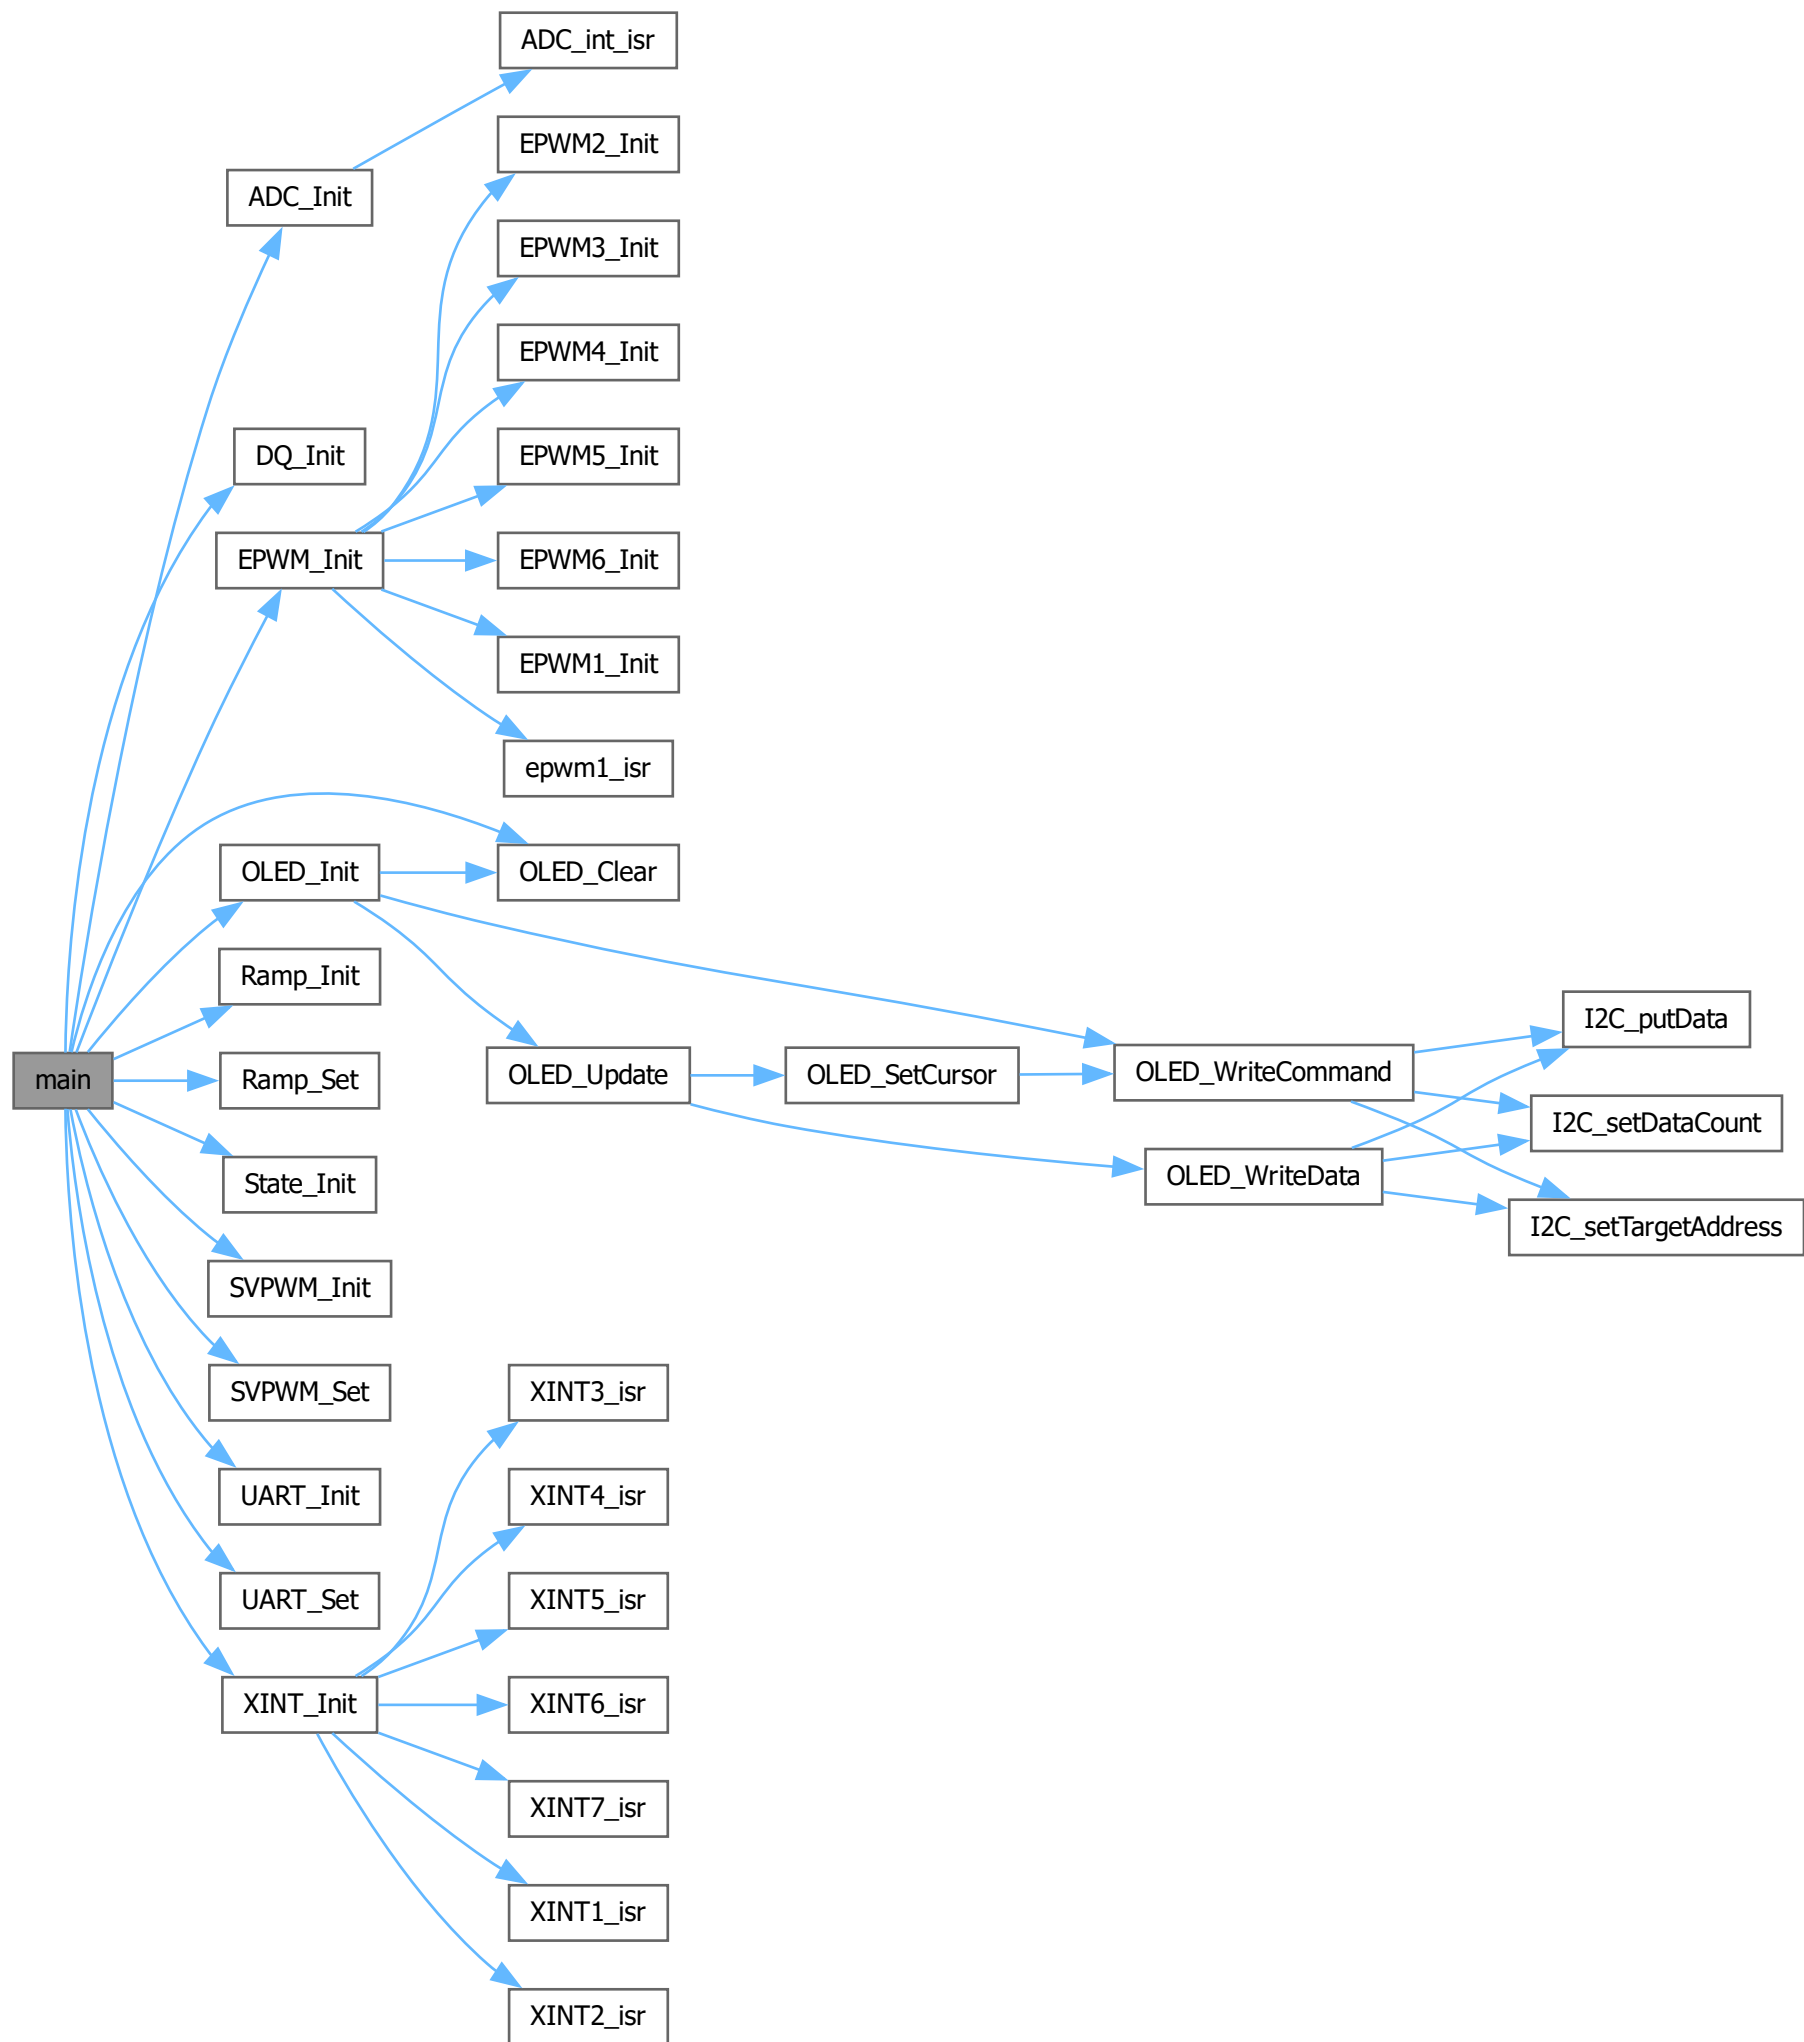 ADC_int_isr
EPWM2_Init
ADC_Init
EPWM3_Init
EPWM4_Init
DQ_Init
EPWM5_Init
EPWM_Init
EPWM6_Init
EPWM1_Init
epwm1_isr
OLED_Init
OLED_Clear
Ramp_Init
I2C_putData
main
Ramp_Set
OLED_Update
OLED_SetCursor
OLED_WriteCommand
I2C_setDataCount
State_Init
OLED_WriteData
I2C_setTargetAddress
SVPWM_Init
SVPWM_Set
XINT3_isr
UART_Init
XINT4_isr
UART_Set
XINT5_isr
XINT_Init
XINT6_isr
XINT7_isr
XINT1_isr
XINT2_isr